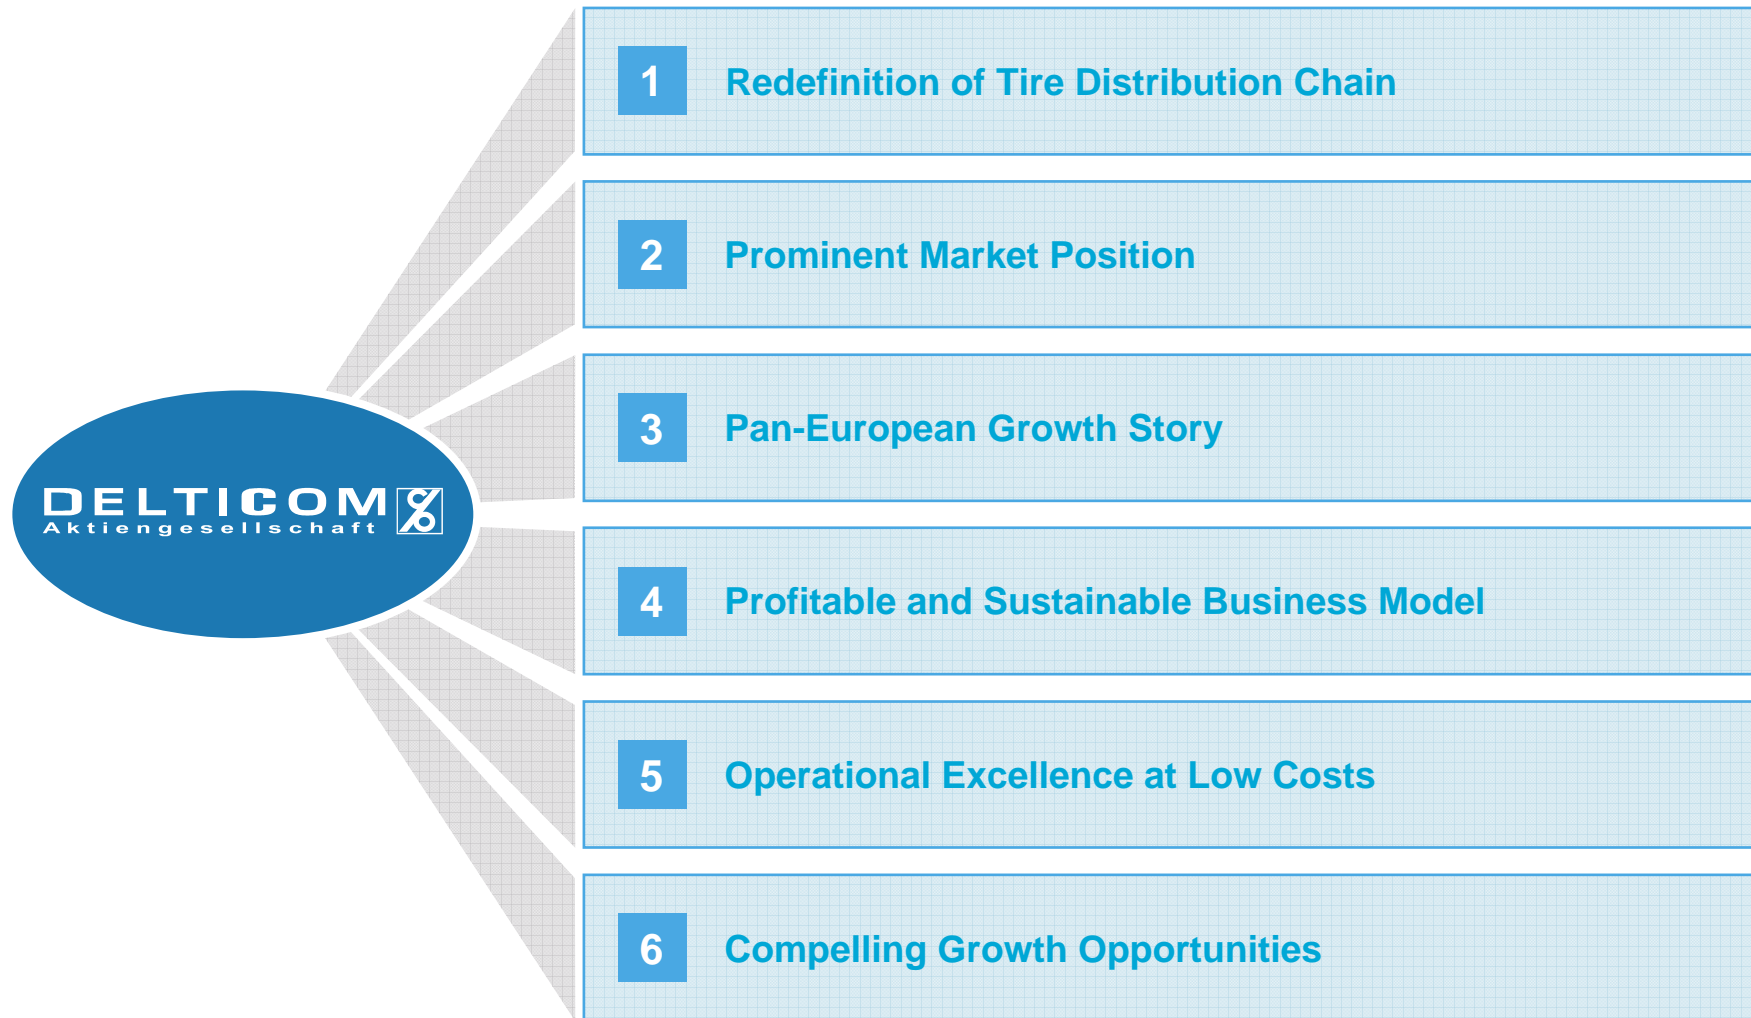 1 Redefinition of Tire Distribution Chain
2 Prominent Market Position
3 Pan-European Growth Story
DELTICOM
Aktiengesellschaft
4 Profitable and Sustainable Business Model
5 Operational Excellence at Low Costs
6 Compelling Growth Opportunities